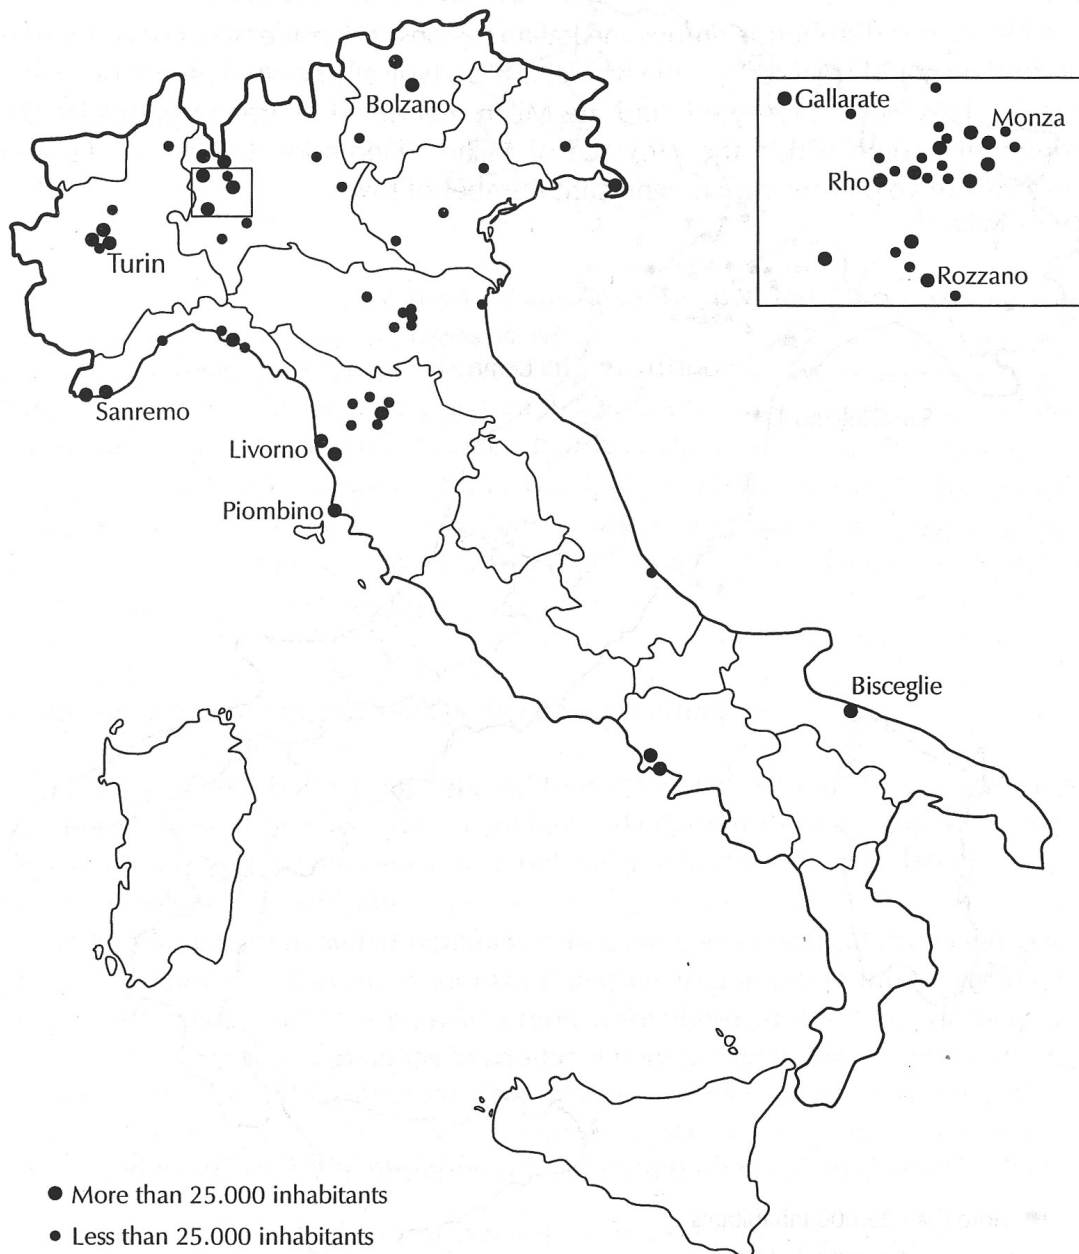 Bolzano
Gallarate
Monza
Rho
Turin
Rozzano
Sanremo
Livorno
Piombino
Bisceglie
More than 25.000 inhabitants
Less than 25.000 inhabitants